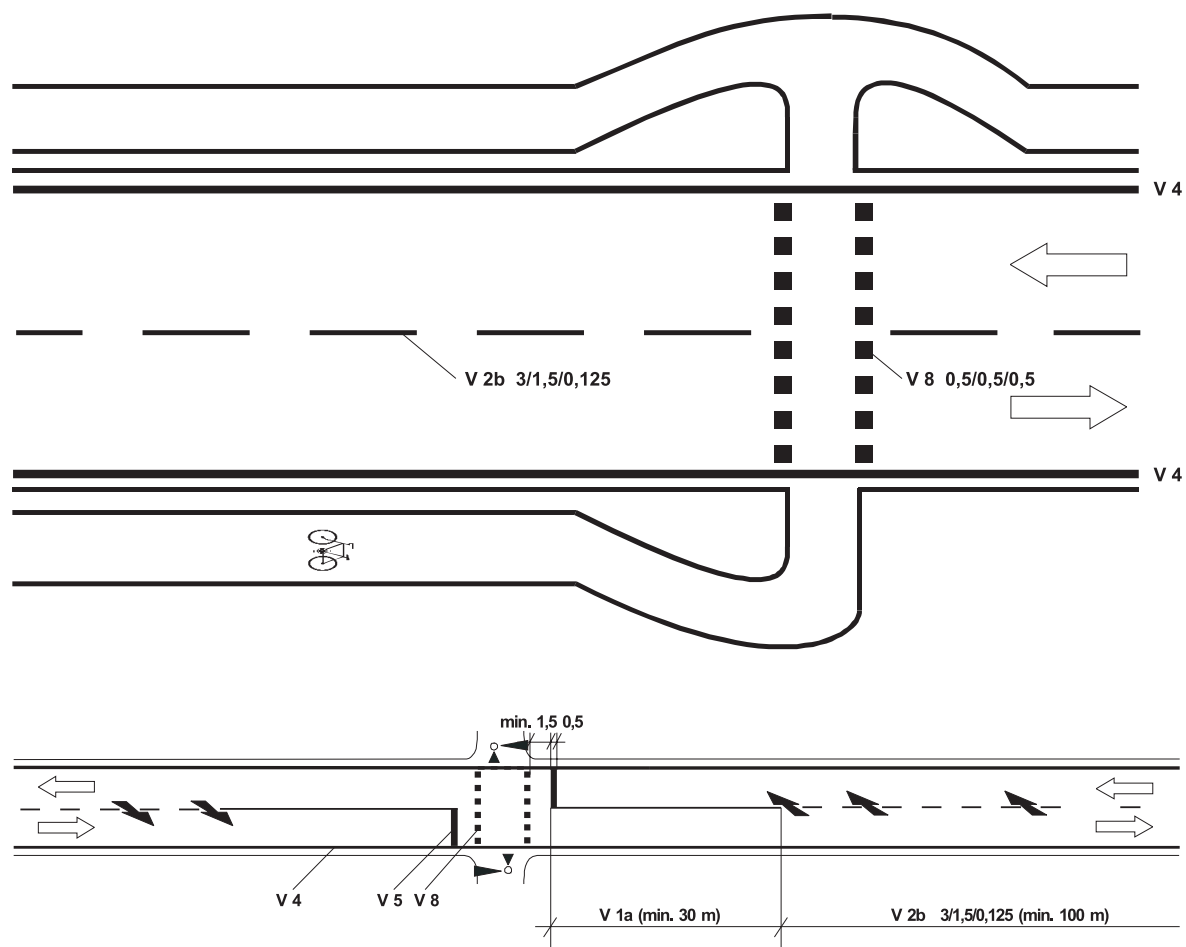 V 4
V 2b 3/1,5/0,125
V 8 0,5/0,5/0,5
V 4
min. 1,5 0,5
V 4
V 5
V 8
V 1a (min. 30 m)
V 2b 3/1,5/0,125 (min. 100 m)